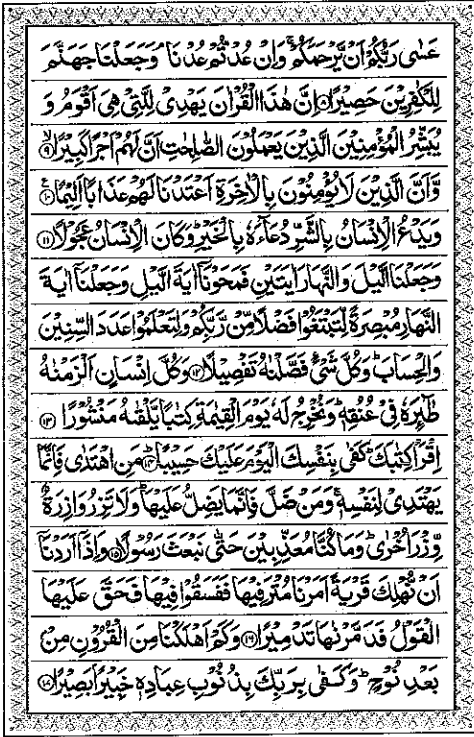 عَسٰى رَبُّكُمْ اَنْ يَّرْحَمَكُمْ ۚ وَاِنْ عُدْتُّمْ عُدْنَا ۘ وَجَعَلْنَا جَهَنَّمَ
لِلْكٰفِرِيْنَ حَصِيْرًا ﴿۸﴾ اِنَّ هٰذَا الْقُرْاٰنَ يَهْدِيْ لِلَّتِيْ هِيَ اَقْوَمُ وَ
يُبَشِّرُ الْمُؤْمِنِيْنَ الَّذِيْنَ يَعْمَلُوْنَ الصّٰلِحٰتِ اَنَّ لَهُمْ اَجْرًا كَبِيْرًا ﴿۹﴾
وَّاَنَّ الَّذِيْنَ لَا يُؤْمِنُوْنَ بِالْاٰخِرَةِ اَعْتَدْنَا لَهُمْ عَذَابًا اَلِيْمًا ﴿۱۰﴾
وَيَدْعُ الْاِنْسَانُ بِالشَّرِّ دُعَآءَهٗ بِالْخَيْرِ ؕ وَكَانَ الْاِنْسَانُ عَجُوْلًا ﴿۱۱﴾
وَجَعَلْنَا الَّيْلَ وَالنَّهَارَ اٰيَتَيْنِ فَمَحَوْنَآ اٰيَةَ الَّيْلِ وَجَعَلْنَآ اٰيَةَ
النَّهَارِ مُبْصِرَةً لِّتَبْتَغُوْا فَضْلًا مِّنْ رَّبِّكُمْ وَلِتَعْلَمُوْا عَدَدَ السِّنِيْنَ
وَالْحِسَابَ ؕ وَكُلَّ شَيْءٍ فَصَّلْنٰهُ تَفْصِيْلًا ﴿۱۲﴾ وَكُلَّ اِنْسَانٍ اَلْزَمْنٰهُ
طٰٓئِرَهٗ فِيْ عُنُقِهٖ ؕ وَنُخْرِجُ لَهٗ يَوْمَ الْقِيٰمَةِ كِتٰبًا يَّلْقٰىهُ مَنْشُوْرًا ﴿۱۳﴾
اِقْرَاْ كِتٰبَكَ ؕ كَفٰى بِنَفْسِكَ الْيَوْمَ عَلَيْكَ حَسِيْبًا ﴿۱۴﴾ مَنِ اهْتَدٰى فَاِنَّمَا
يَهْتَدِيْ لِنَفْسِهٖ ۚ وَمَنْ ضَلَّ فَاِنَّمَا يَضِلُّ عَلَيْهَا ؕ وَلَا تَزِرُ وَازِرَةٌ
وِّزْرَ اُخْرٰى ؕ وَمَا كُنَّا مُعَذِّبِيْنَ حَتّٰى نَبْعَثَ رَسُوْلًا ﴿۱۵﴾ وَاِذَآ اَرَدْنَآ
اَنْ نُّهْلِكَ قَرْيَةً اَمَرْنَا مُتْرَفِيْهَا فَفَسَقُوْا فِيْهَا فَحَقَّ عَلَيْهَا
الْقَوْلُ فَدَمَّرْنٰهَا تَدْمِيْرًا ﴿۱۶﴾ وَكَمْ اَهْلَكْنَا مِنَ الْقُرُوْنِ مِنْۢ
بَعْدِ نُوْحٍ ؕ وَكَفٰى بِرَبِّكَ بِذُنُوْبِ عِبَادِهٖ خَبِيْرًۢا بَصِيْرًا ﴿۱۷﴾